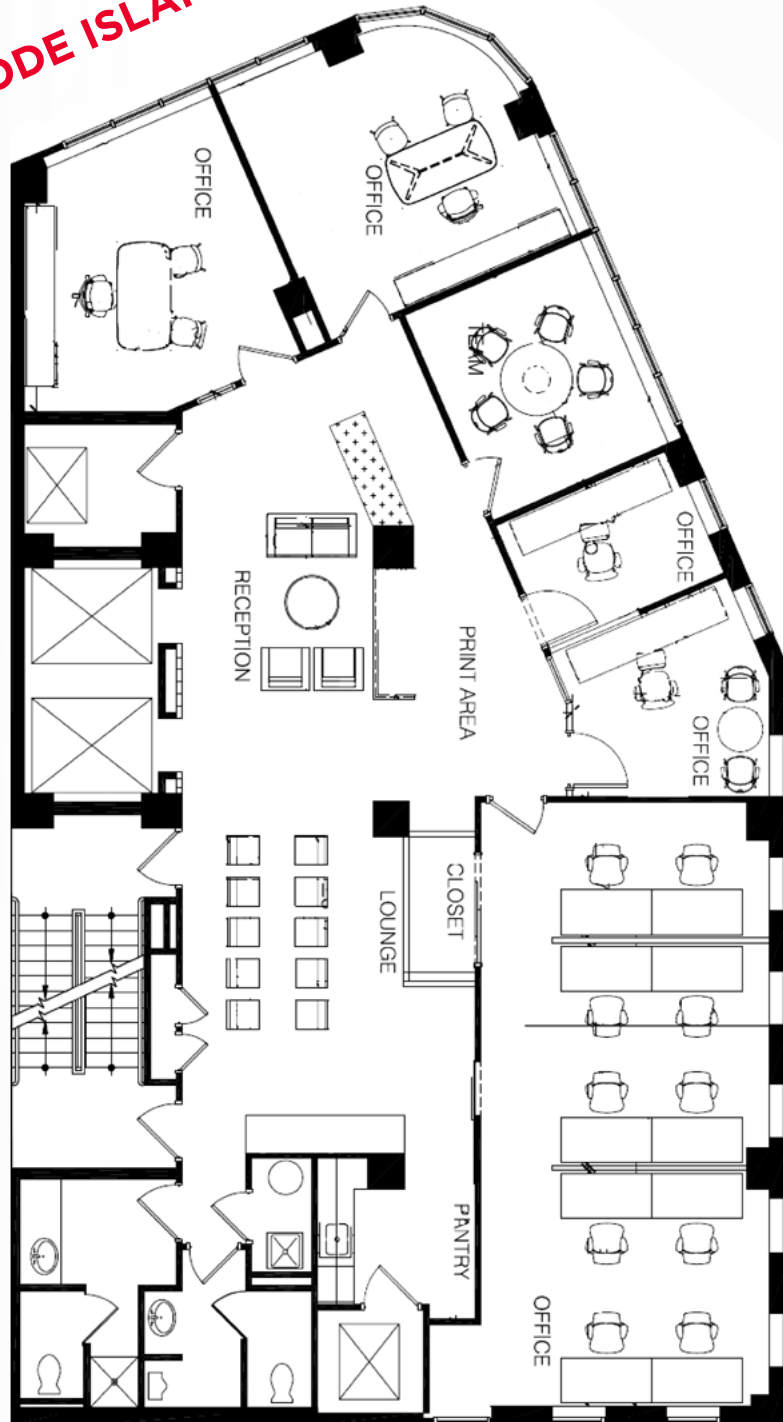 ODE ISLA
OFFICE
OFFICE
OFFICE
RECEPTION
PRINT AREA
OFFICE
CLOSET
LOUNGE
PANTRY
OFFICE